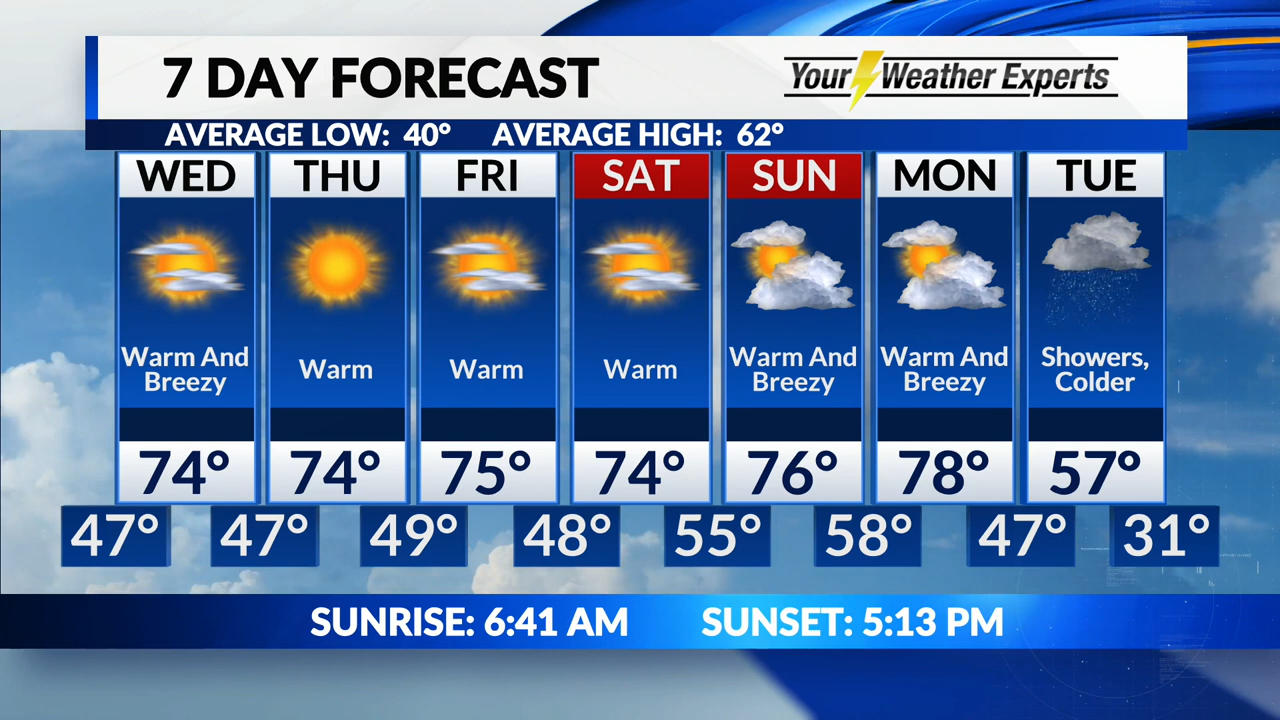 7 DAY FORECAST
Your Weather Experts
AVERAGE LOW: 40° AVERAGE HIGH: 62°
WED THU FRI SAT SUN MON TUE
Warm And Breezy
Warm
Warm
Warm
Warm And Breezy
Warm And Breezy
Showers, Colder
74° 74° 75° 74° 76° 78° 57°
47° 47° 49° 48° 55° 58° 47° 31°
SUNRISE: 6:41 AM SUNSET: 5:13 PM